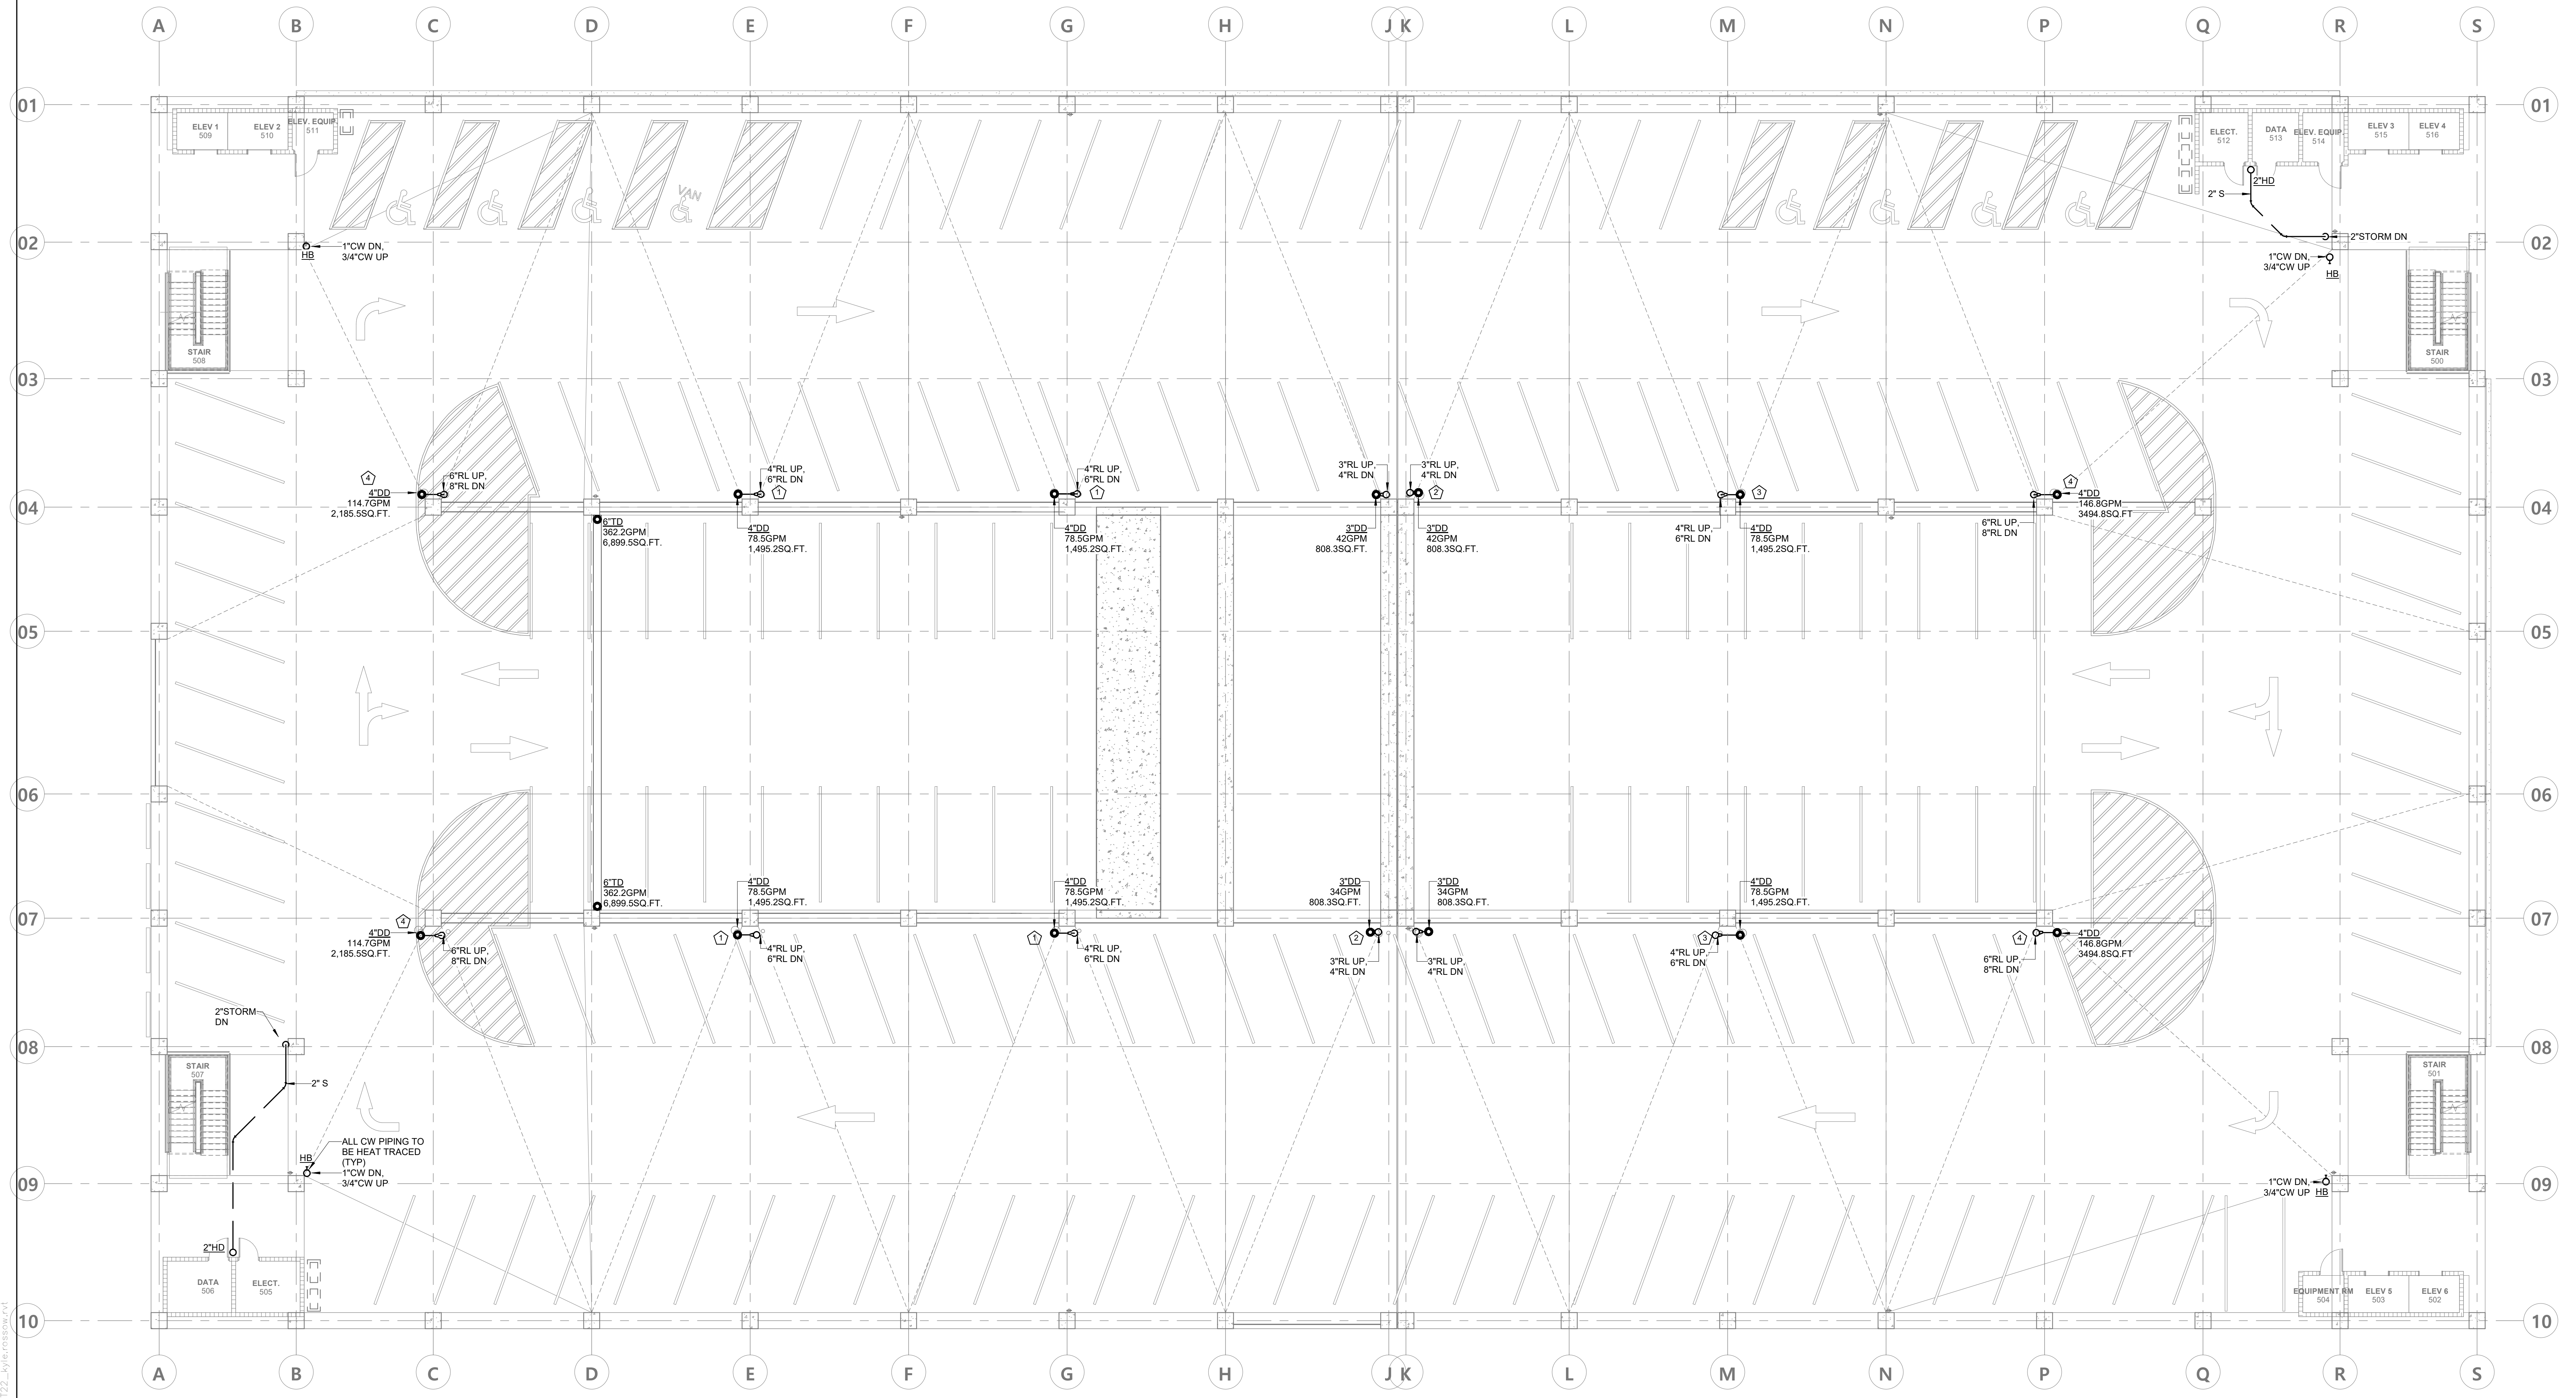 A B C D E F G H J K L M N P Q R S
01 01
ELEV 1
509
ELEV 2
510
ELEV. EQUIP.
511
ELECT.
512
DATA
513
ELEV. EQUIP.
514
ELEV 3
515
ELEV 4
516
VAN
2" S
2"HD
02 02
1"CW DN,
3/4"CW UP
HB
2"STORM DN
1"CW DN,
3/4"CW UP
HB
STAIR
508
STAIR
500
03 03
4
4"DD
114.7GPM
2,185.5SQ.FT.
6"RL UP,
8"RL DN
4"RL UP,
6"RL DN
1
4"RL UP,
6"RL DN
1
3"RL UP,
4"RL DN
3"RL UP,
4"RL DN
2
3
4
4"DD
146.8GPM
3494.8SQ.FT
04 04
6"TD
362.2GPM
6,899.5SQ.FT.
4"DD
78.5GPM
1,495.2SQ.FT.
4"DD
78.5GPM
1,495.2SQ.FT.
3"DD
42GPM
808.3SQ.FT.
3"DD
42GPM
808.3SQ.FT.
4"RL UP,
6"RL DN
4"DD
78.5GPM
1,495.2SQ.FT.
6"RL UP,
8"RL DN
05 05
06 06
6"TD
362.2GPM
6,899.5SQ.FT.
4"DD
78.5GPM
1,495.2SQ.FT.
4"DD
78.5GPM
1,495.2SQ.FT.
3"DD
34GPM
808.3SQ.FT.
3"DD
34GPM
808.3SQ.FT.
4"DD
78.5GPM
1,495.2SQ.FT.
07 07
4
4"DD
114.7GPM
2,185.5SQ.FT.
6"RL UP,
8"RL DN
1
4"RL UP,
6"RL DN
1
4"RL UP,
6"RL DN
2
3"RL UP,
4"RL DN
3"RL UP,
4"RL DN
3
4"RL UP,
6"RL DN
4
6"RL UP,
8"RL DN
4"DD
146.8GPM
3494.8SQ.FT
2"STORM
DN
08 08
STAIR
507
2" S
STAIR
501
ALL CW PIPING TO
BE HEAT TRACED
(TYP)
HB
1"CW DN,
3/4"CW UP
09 09
1"CW DN,
3/4"CW UP
HB
2"HD
DATA
506
ELECT.
505
EQUIPMENT RM
504
ELEV 5
503
ELEV 6
502
10 10
A B C D E F G H J K L M N P Q R S